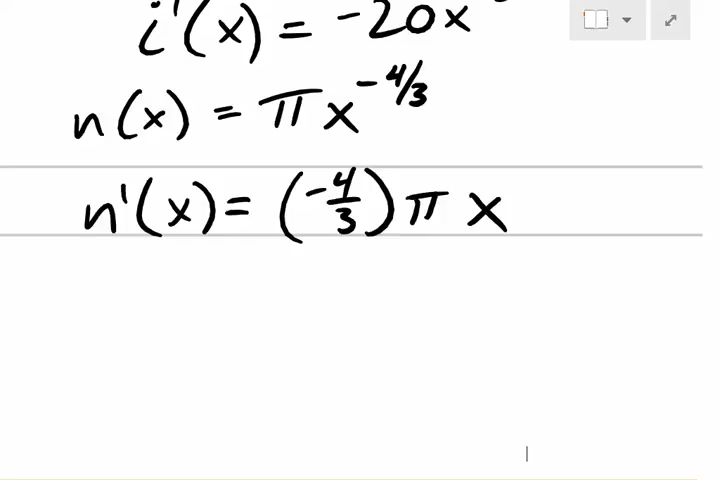 i'(x) = -20x
n(x) = πx^{-4/3}
n'(x) = (-4/3)πx